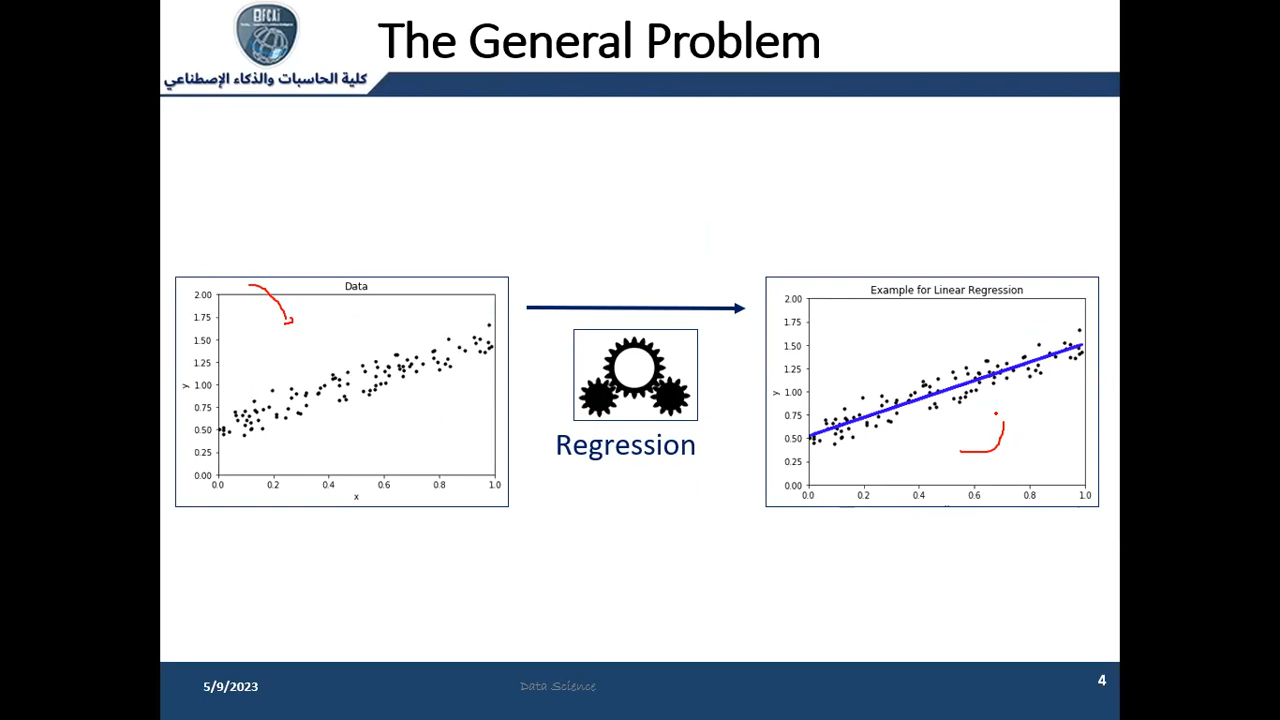 BFCAI
The General Problem
كلية الحاسبات والذكاء الإصطناعي
Data
2.00
1.75
1.50
1.25
1.00
0.75
0.50
0.25
0.00
y
0.0 0.2 0.4 0.6 0.8 1.0
x
Regression
Example for Linear Regression
2.00
1.75
1.50
1.25
1.00
0.75
0.50
0.25
0.00
y
0.0 0.2 0.4 0.6 0.8 1.0
5/9/2023
Data Science
4